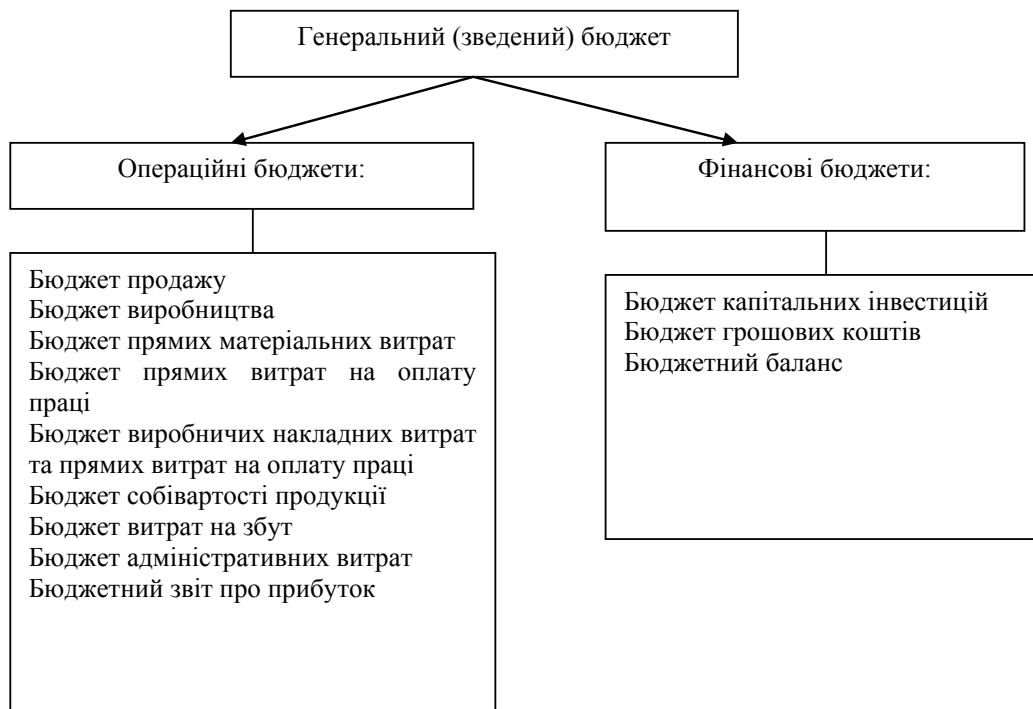 Генеральний (зведений) бюджет
Операційні бюджети:
Фінансові бюджети:
Бюджет продажу
Бюджет виробництва
Бюджет прямих матеріальних витрат
Бюджет прямих витрат на оплату
праці
Бюджет виробничих накладних витрат
та прямих витрат на оплату праці
Бюджет собівартості продукції
Бюджет витрат на збут
Бюджет адміністративних витрат
Бюджетний звіт про прибуток
Бюджет капітальних інвестицій
Бюджет грошових коштів
Бюджетний баланс